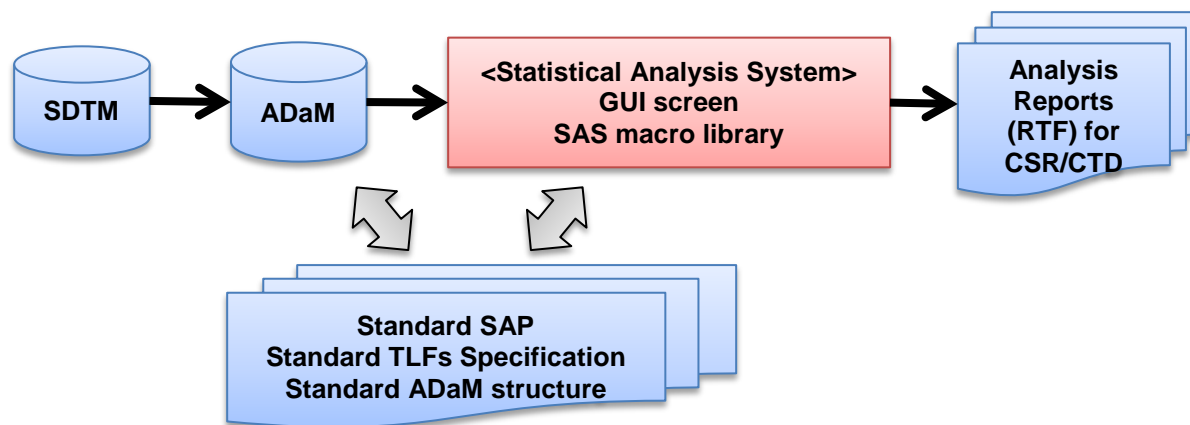 SDTM
ADaM
<Statistical Analysis System>
GUI screen
SAS macro library
Analysis
Reports
(RTF) for
CSR/CTD
Standard SAP
Standard TLFs Specification
Standard ADaM structure